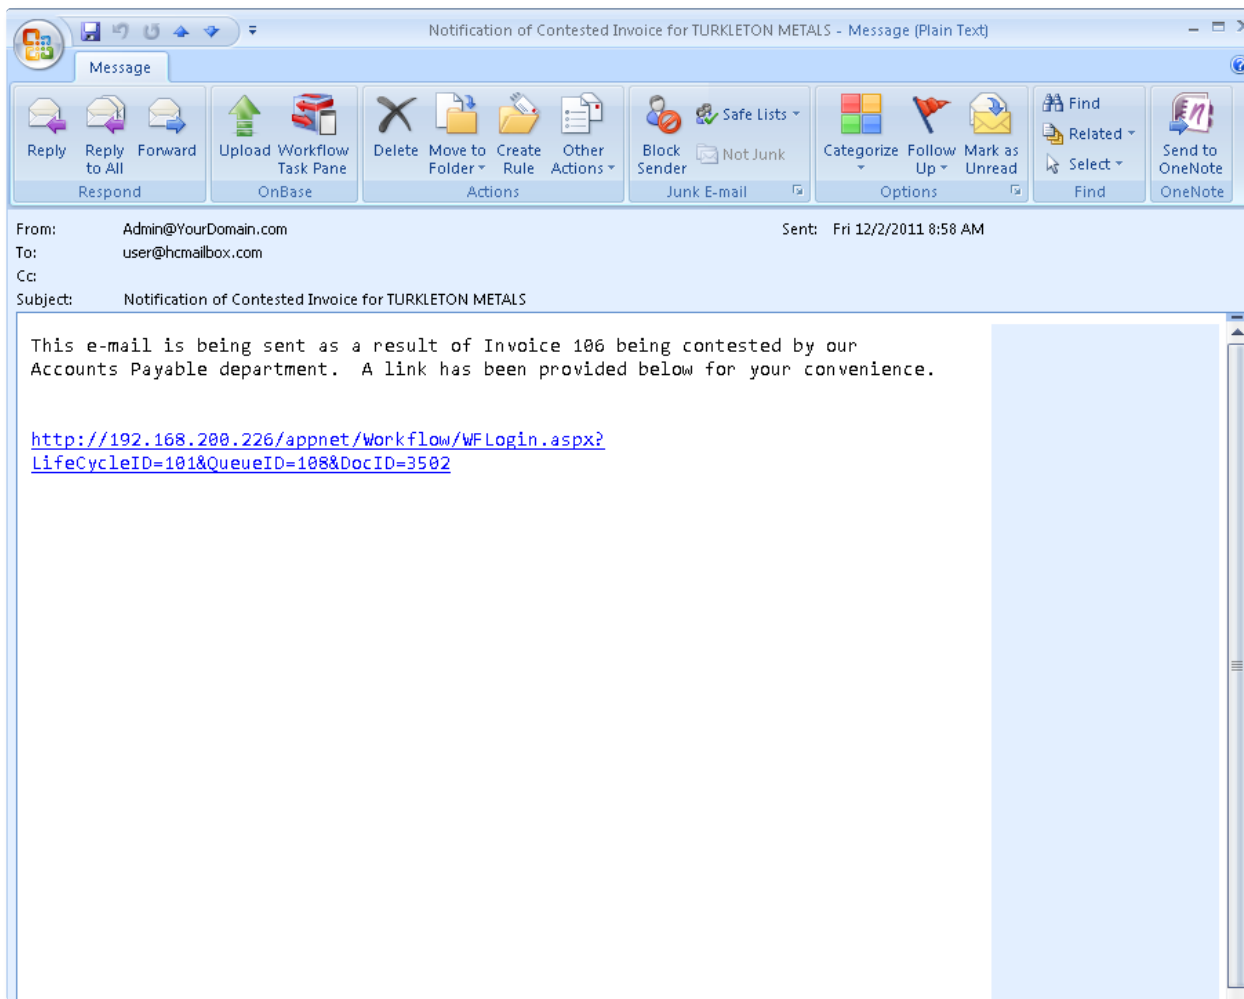 Notification of Contested Invoice for TURKLETON METALS - Message (Plain Text)
Message
Reply
Reply to All
Forward
Upload
Workflow Task Pane
Delete
Move to Folder
Create Rule
Other Actions
Block Sender
Safe Lists
Not Junk
Categorize
Follow Up
Mark as Unread
Find
Related
Select
Send to OneNote
Respond
OnBase
Actions
Junk E-mail
Options
Find
OneNote
From: Admin@YourDomain.com Sent: Fri 12/2/2011 8:58 AM
To: user@hcmailbox.com
Cc:
Subject: Notification of Contested Invoice for TURKLETON METALS
This e-mail is being sent as a result of Invoice 106 being contested by our
Accounts Payable department. A link has been provided below for your convenience.
http://192.168.200.226/appnet/Workflow/WFLogin.aspx?
LifeCycleID=101&QueueID=108&DocID=3502